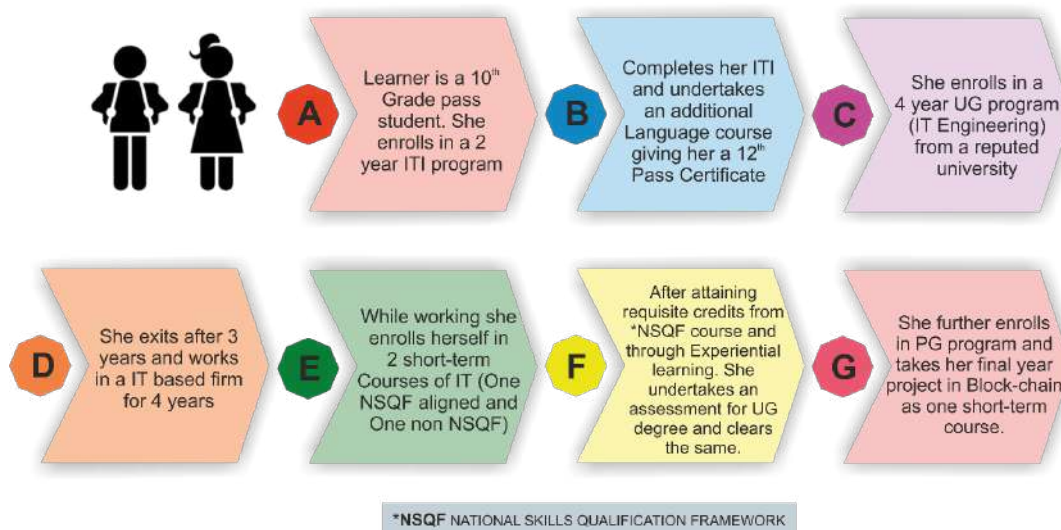 A
Learner is a 10th
Grade pass
student. She
enrolls in a 2
year ITI program
B
Completes her ITI
and undertakes
an additional
Language course
giving her a 12th
Pass Certificate
C
She enrolls in a
4 year UG program
(IT Engineering)
from a reputed
university
D
She exits after 3
years and works
in a IT based firm
for 4 years
E
While working she
enrolls herself in
2 short-term
Courses of IT (One
NSQF aligned and
One non NSQF)
F
After attaining
requisite credits from
*NSQF course and
through Experiential
learning. She
undertakes an
assessment for UG
degree and clears
the same.
G
She further enrolls
in PG program and
takes her final year
project in Block-chain
as one short-term
course.
*NSQF NATIONAL SKILLS QUALIFICATION FRAMEWORK